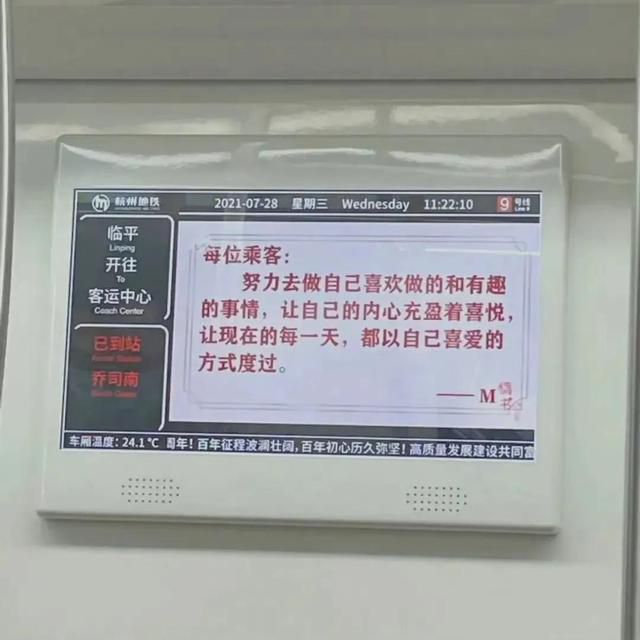 杭州地铁
2021-07-28 星期三 Wednesday 11:22:10
9 号线
Line 9
临平
Linping
开往
To
客运中心
Coach Center
已到站
Arrived Station
乔司南
每位乘客：
努力去做自己喜欢做的和有趣
的事情，让自己的内心充盈着喜悦，
让现在的每一天，都以自己喜爱的
方式度过。
—— M
车厢温度：24.1℃ 周年！百年征程波澜壮阔，百年初心历久弥坚！高质量发展建设共同富